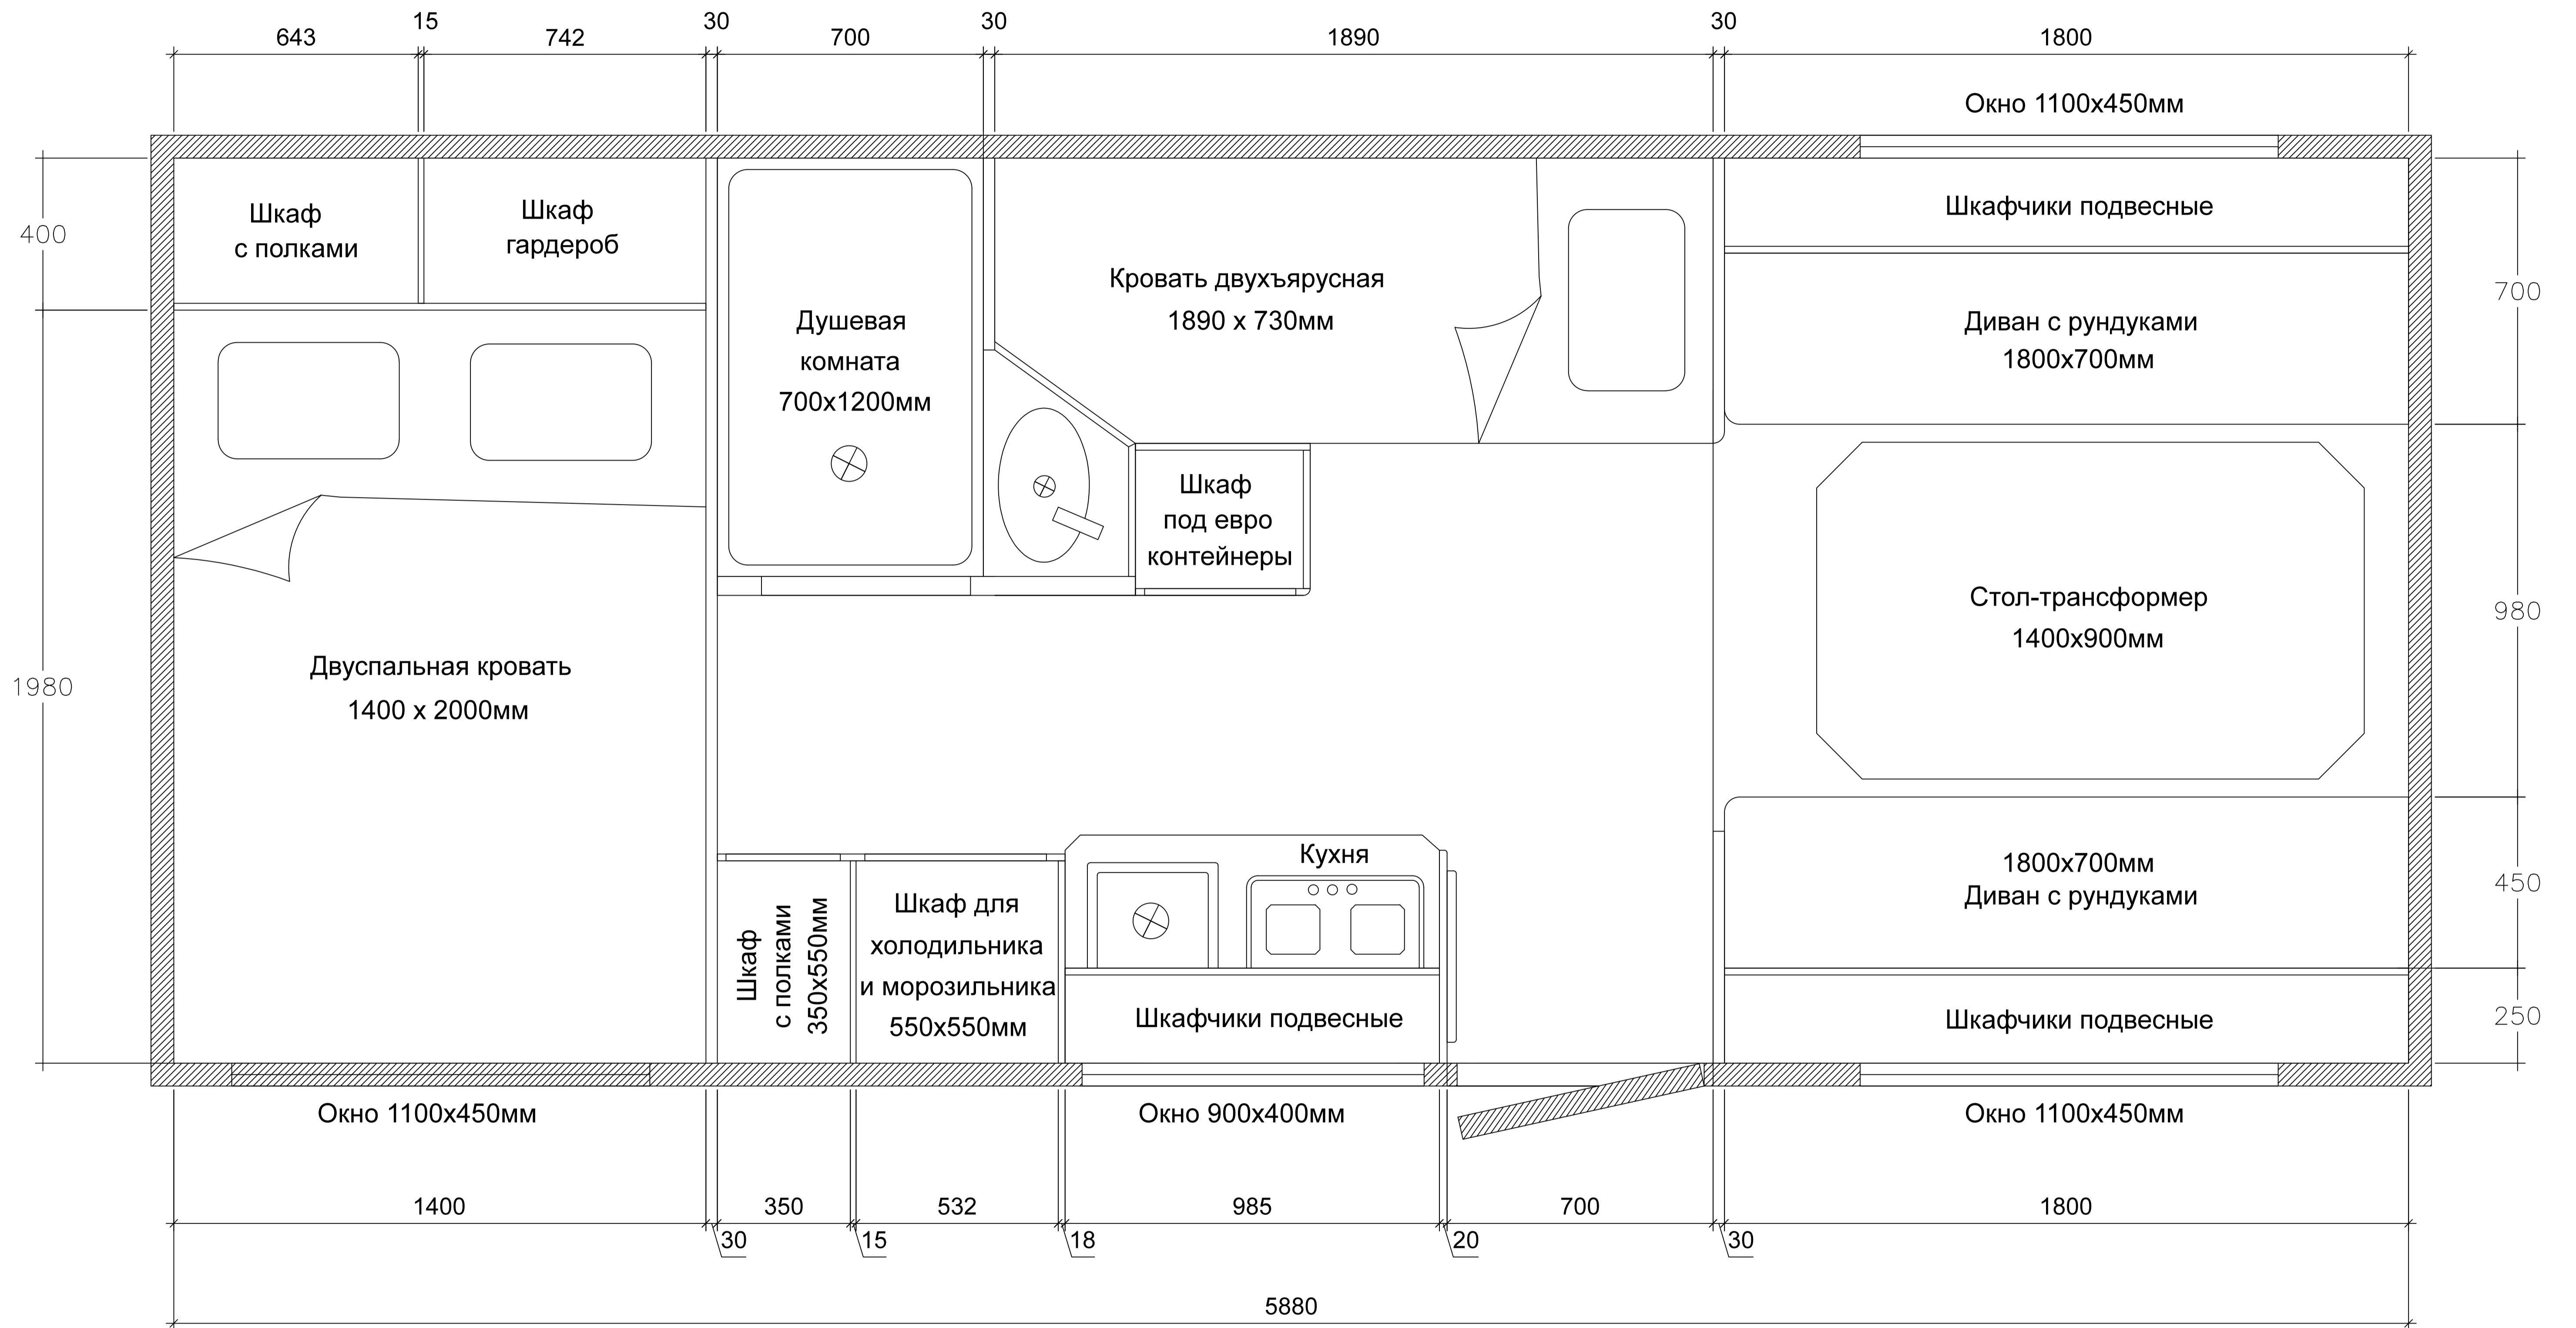 15
30
30
30
643
742
700
1890
1800
Окно 1100х450мм
Шкаф
с полками
Шкаф
гардероб
400
1980
Двуспальная кровать
1400 х 2000мм
Душевая
комната
700х1200мм
Кровать двухъярусная
1890 х 730мм
Шкаф
под евро
контейнеры
Шкафчики подвесные
Диван с рундуками
1800х700мм
Стол-трансформер
1400х900мм
1800х700мм
Диван с рундуками
Шкафчики подвесные
700
980
450
250
Шкаф
с полками
350х550мм
Шкаф для
холодильника
и морозильника
550х550мм
Кухня
Шкафчики подвесные
Окно 1100х450мм
Окно 900х400мм
Окно 1100х450мм
1400
350
532
985
700
1800
30
15
18
20
30
5880